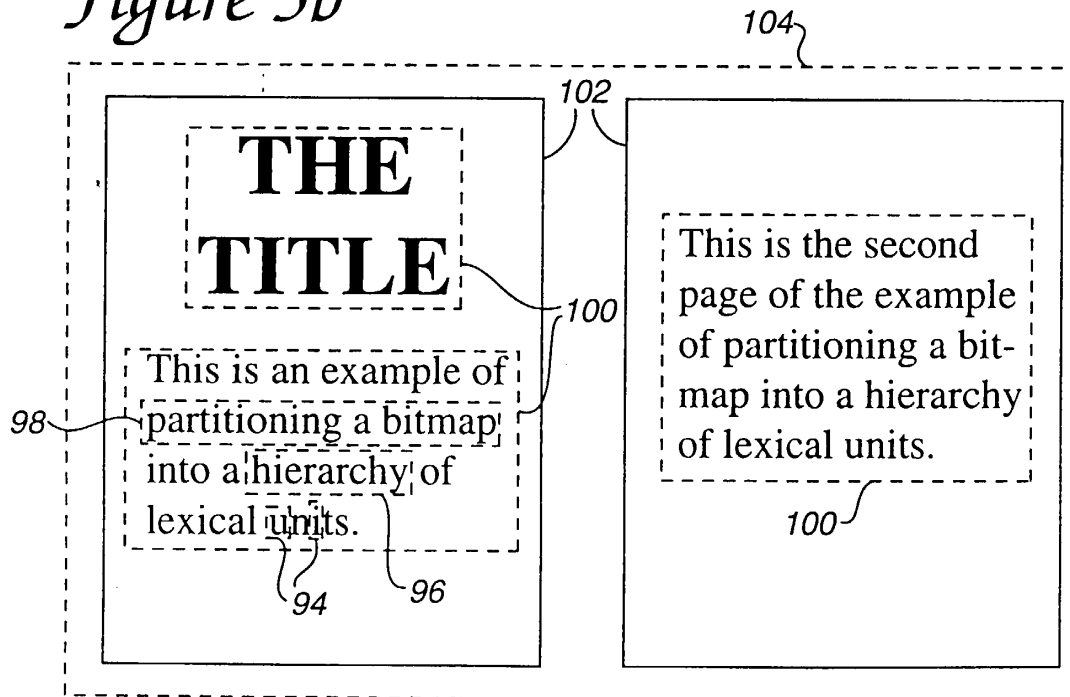 Figure 5b
104
102
THE
TITLE
100
This is an example of
98
partitioning a bitmap
into a hierarchy of
lexical units.
94
96
This is the second
page of the example
of partitioning a bit-
map into a hierarchy
of lexical units.
100